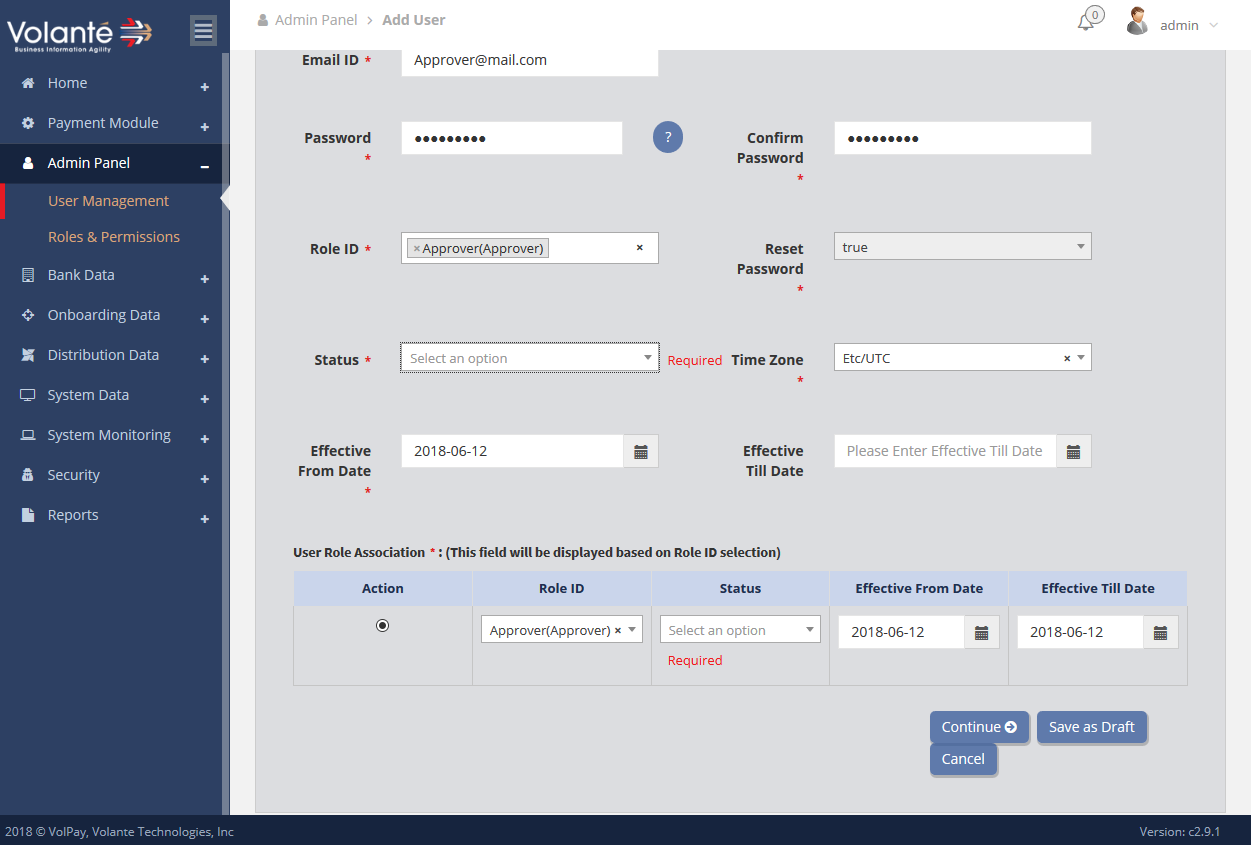 Volanté
Business Information Agility
Admin Panel > Add User
0
admin
Home +
Payment Module +
Admin Panel –
User Management
Roles & Permissions
Bank Data +
Onboarding Data +
Distribution Data +
System Data +
System Monitoring +
Security +
Reports +
Email ID * Approver@mail.com
Password * ●●●●●●●●● ?
Confirm
Password
* ●●●●●●●●●
Role ID * × Approver(Approver) ×
Reset
Password
* true
Status * Select an option Required
Time Zone
* Etc/UTC ×
Effective
From Date
* 2018-06-12
Effective
Till Date Please Enter Effective Till Date
User Role Association * : (This field will be displayed based on Role ID selection)
Action Role ID Status Effective From Date Effective Till Date
Approver(Approver) × Select an option 2018-06-12 2018-06-12
Required
Continue Save as Draft
Cancel
2018 © VolPay, Volante Technologies, Inc Version: c2.9.1